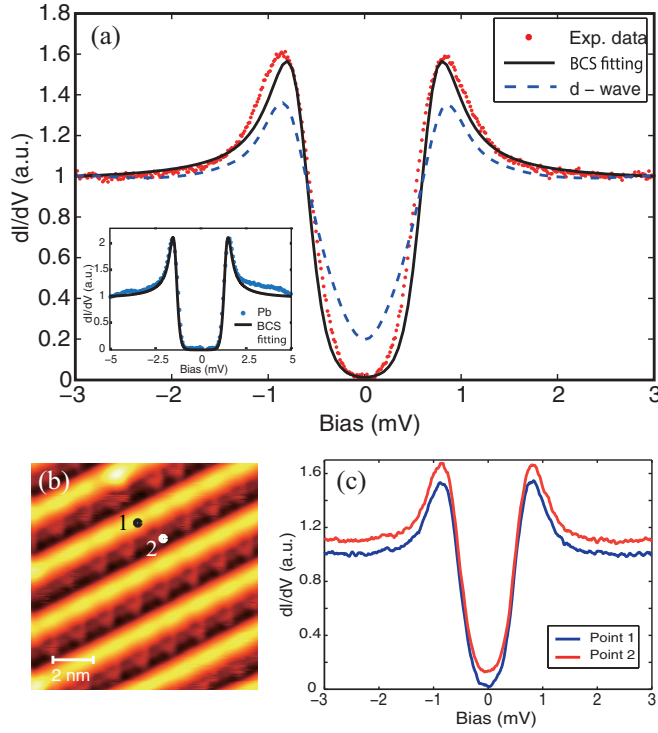 (a)
Exp. data
BCS fitting
d – wave
1.8
1.6
1.4
1.2
1
0.8
0.6
0.4
0.2
0
dI/dV (a.u.)
−3 −2 −1 0 1 2 3
Bias (mV)
2
1.5
1
0.5
0
dI/dV (a.u.)
Pb
BCS
fitting
−5 −2.5 0 2.5 5
Bias (mV)
(b)
1
2
2 nm
(c)
1.6
1.2
0.8
0.4
0
dI/dV (a.u.)
Point 1
Point 2
−3 −2 −1 0 1 2 3
Bias (mV)